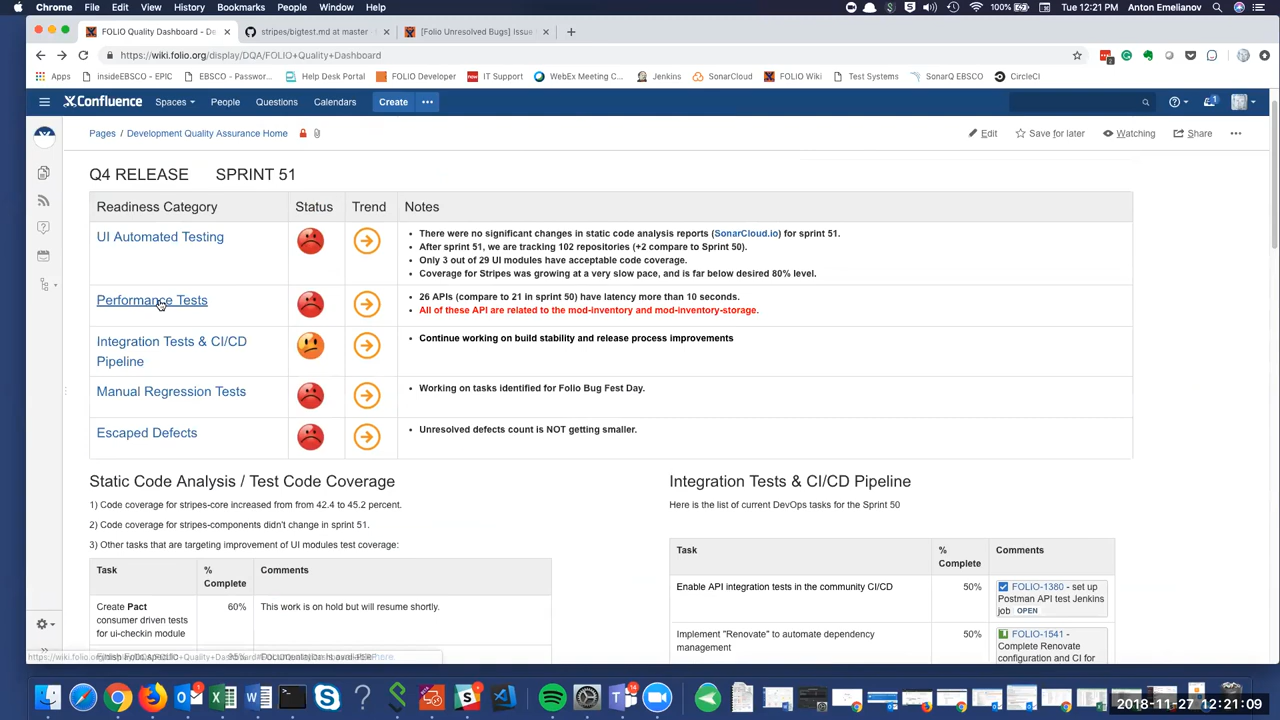 Chrome File Edit View History Bookmarks People Window Help 100% Tue 12:21 Anton Emelianov
FOLIO Quality Dashboard - De × stripes/bigtest.md at master × [Folio Unresolved Bugs] Issue ×
https://wiki.folio.org/display/DQA/FOLIO+Quality+Dashboard
Apps insideEBSCO - EPIC EBSCO - Passwor... Help Desk Portal FOLIO Developer IT Support WebEx Meeting C... Jenkins SonarCloud FOLIO Wiki Test Systems SonarQ EBSCO CircleCI
Confluence Spaces People Questions Calendars Create
Pages / Development Quality Assurance Home Edit Save for later Watching Share
Q4 RELEASE SPRINT 51
Readiness Category Status Trend Notes
UI Automated Testing
• There were no significant changes in static code analysis reports (SonarCloud.io) for sprint 51.
• After sprint 51, we are tracking 102 repositories (+2 compare to Sprint 50).
• Only 3 out of 29 UI modules have acceptable code coverage.
• Coverage for Stripes was growing at a very slow pace, and is far below desired 80% level.
Performance Tests
• 26 APIs (compare to 21 in sprint 50) have latency more than 10 seconds.
• All of these API are related to the mod-inventory and mod-inventory-storage.
Integration Tests & CI/CD
Pipeline
• Continue working on build stability and release process improvements
Manual Regression Tests
• Working on tasks identified for Folio Bug Fest Day.
Escaped Defects
• Unresolved defects count is NOT getting smaller.
Static Code Analysis / Test Code Coverage
1) Code coverage for stripes-core increased from from 42.4 to 45.2 percent.
2) Code coverage for stripes-components didn't change in sprint 51.
3) Other tasks that are targeting improvement of UI modules test coverage:
Task % Complete Comments
Create Pact
consumer driven tests
for ui-checkin module
60% This work is on hold but will resume shortly.
95%
Integration Tests & CI/CD Pipeline
Here is the list of current DevOps tasks for the Sprint 50
Task % Complete Comments
Enable API integration tests in the community CI/CD 50% FOLIO-1380 - set up
Postman API test Jenkins
job OPEN
Implement "Renovate" to automate dependency
management
50% FOLIO-1541 -
Complete Renovate
configuration and CI for
2018-11-27 12:21:09